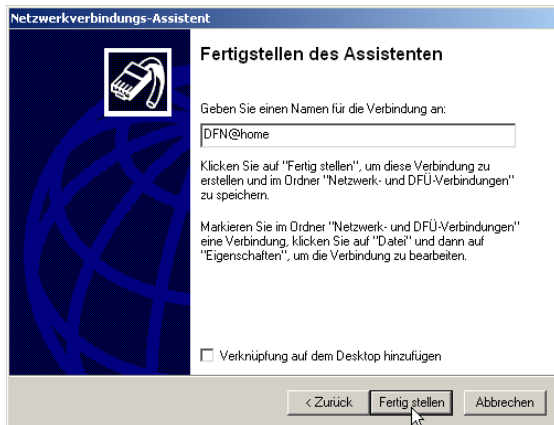 Netzwerkverbindungs-Assistent
Fertigstellen des Assistenten
Geben Sie einen Namen für die Verbindung an:
DFN@home
Klicken Sie auf "Fertig stellen", um diese Verbindung zu
erstellen und im Ordner "Netzwerk- und DFÜ-Verbindungen"
zu speichern.
Markieren Sie im Ordner "Netzwerk- und DFÜ-Verbindungen"
eine Verbindung, klicken Sie auf "Datei" und dann auf
"Eigenschaften", um die Verbindung zu bearbeiten.
Verknüpfung auf dem Desktop hinzufügen
< Zurück Fertig stellen Abbrechen